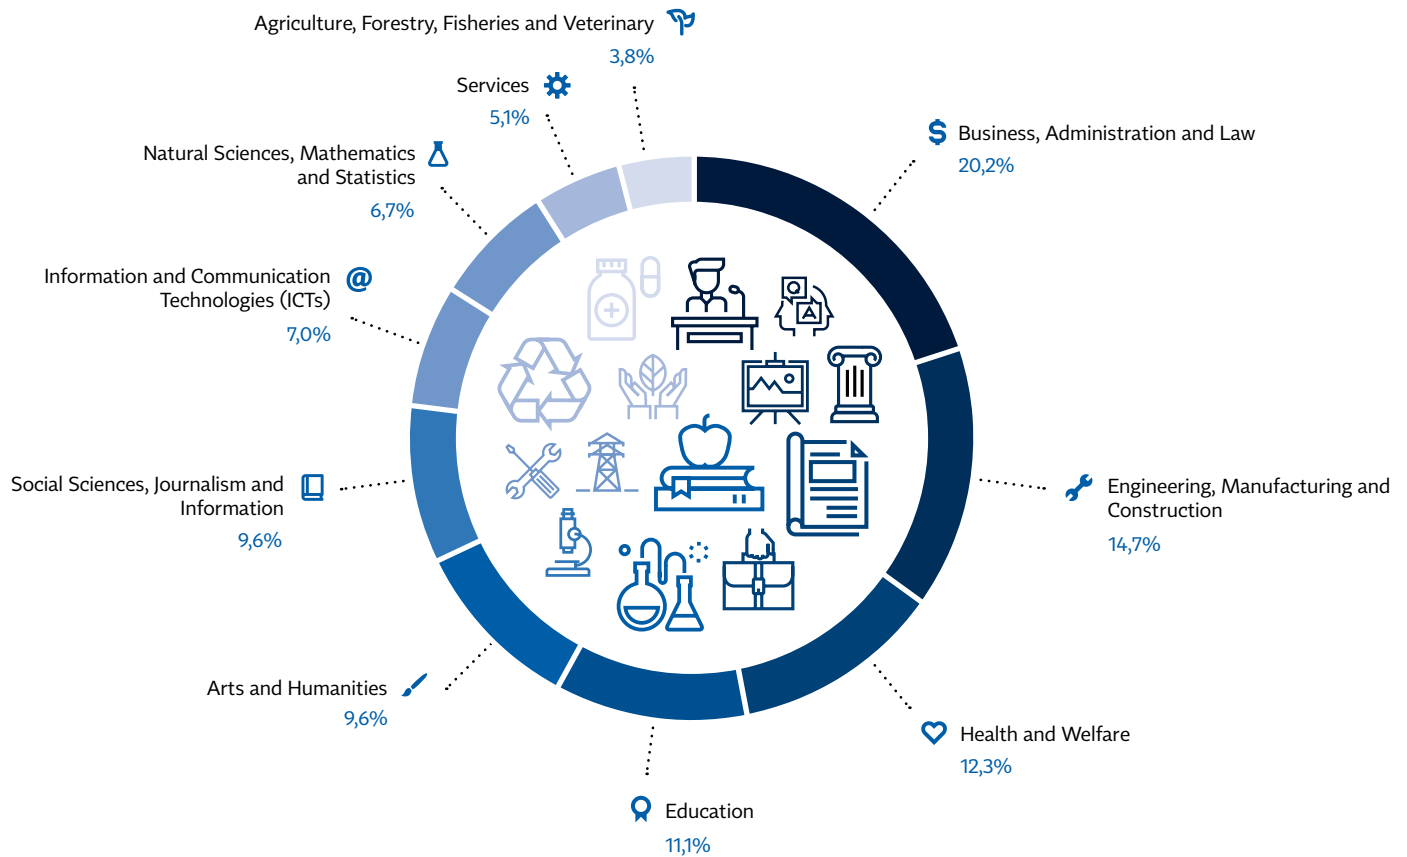 Agriculture, Forestry, Fisheries and Veterinary
3,8%
Services
5,1%
Business, Administration and Law
20,2%
Natural Sciences, Mathematics
and Statistics
6,7%
Information and Communication
Technologies (ICTs)
@
7,0%
Q
A
Social Sciences, Journalism and
Information
9,6%
Engineering, Manufacturing and
Construction
14,7%
Arts and Humanities
9,6%
$
Health and Welfare
12,3%
Education
11,1%